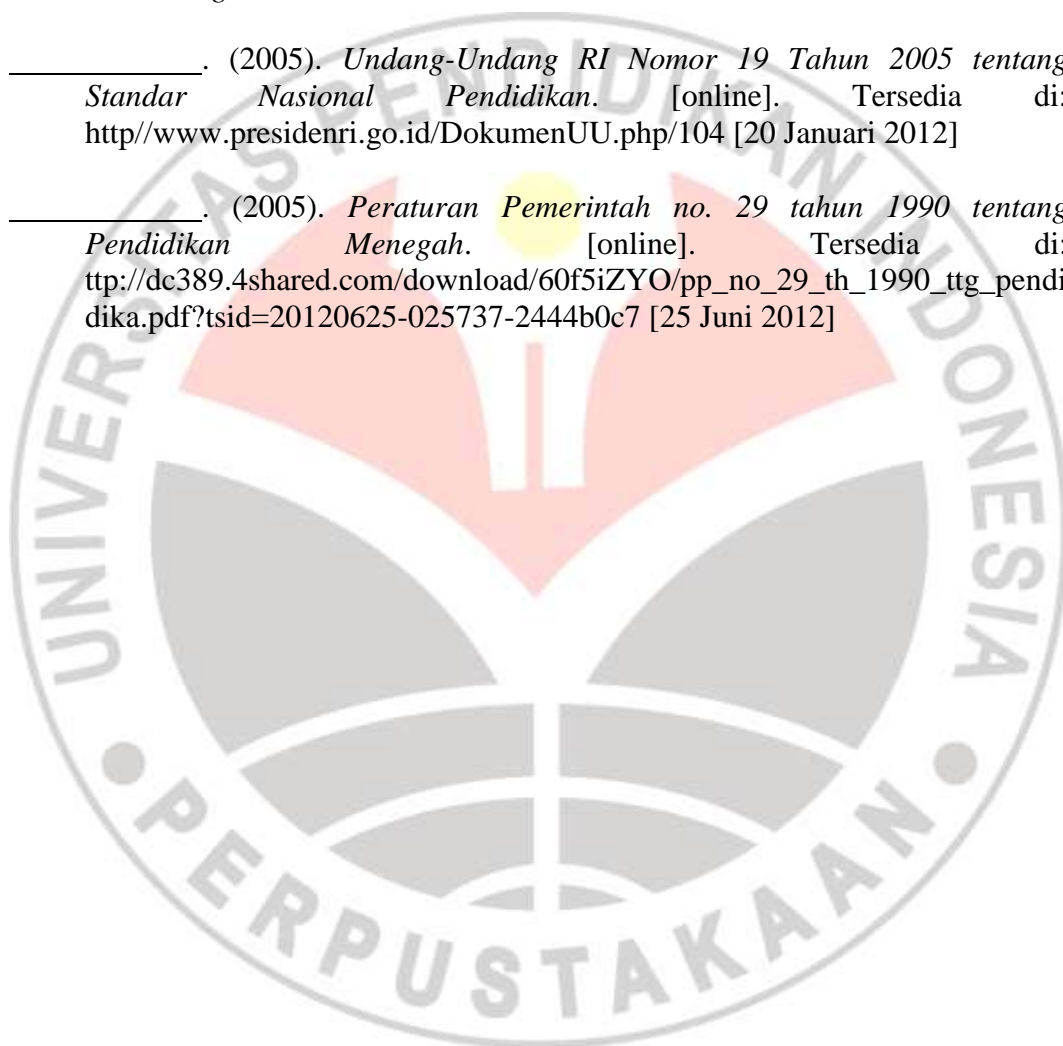 ____________. (2005). Undang-Undang RI Nomor 19 Tahun 2005 tentang
Standar Nasional Pendidikan. [online]. Tersedia di:
http//www.presidenri.go.id/DokumenUU.php/104 [20 Januari 2012]
____________. (2005). Peraturan Pemerintah no. 29 tahun 1990 tentang
Pendidikan Menegah. [online]. Tersedia di:
ttp://dc389.4shared.com/download/60f5iZYO/pp_no_29_th_1990_ttg_pendi
dika.pdf?tsid=20120625-025737-2444b0c7 [25 Juni 2012]
UNIVERSITAS PENDIDIKAN INDONESIA
PERPUSTAKAAN